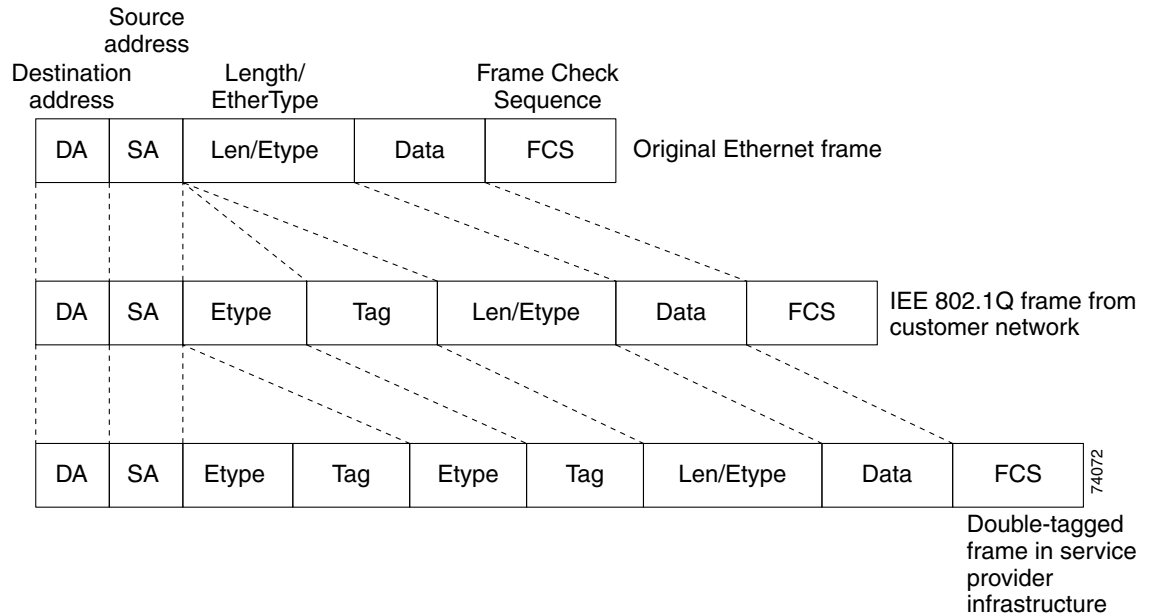 Source
address
Destination
address
Length/
EtherType
Frame Check
Sequence
DA SA Len/Etype Data FCS Original Ethernet frame
DA SA Etype Tag Len/Etype Data FCS IEE 802.1Q frame from
customer network
DA SA Etype Tag Etype Tag Len/Etype Data FCS 74072
Double-tagged
frame in service
provider
infrastructure